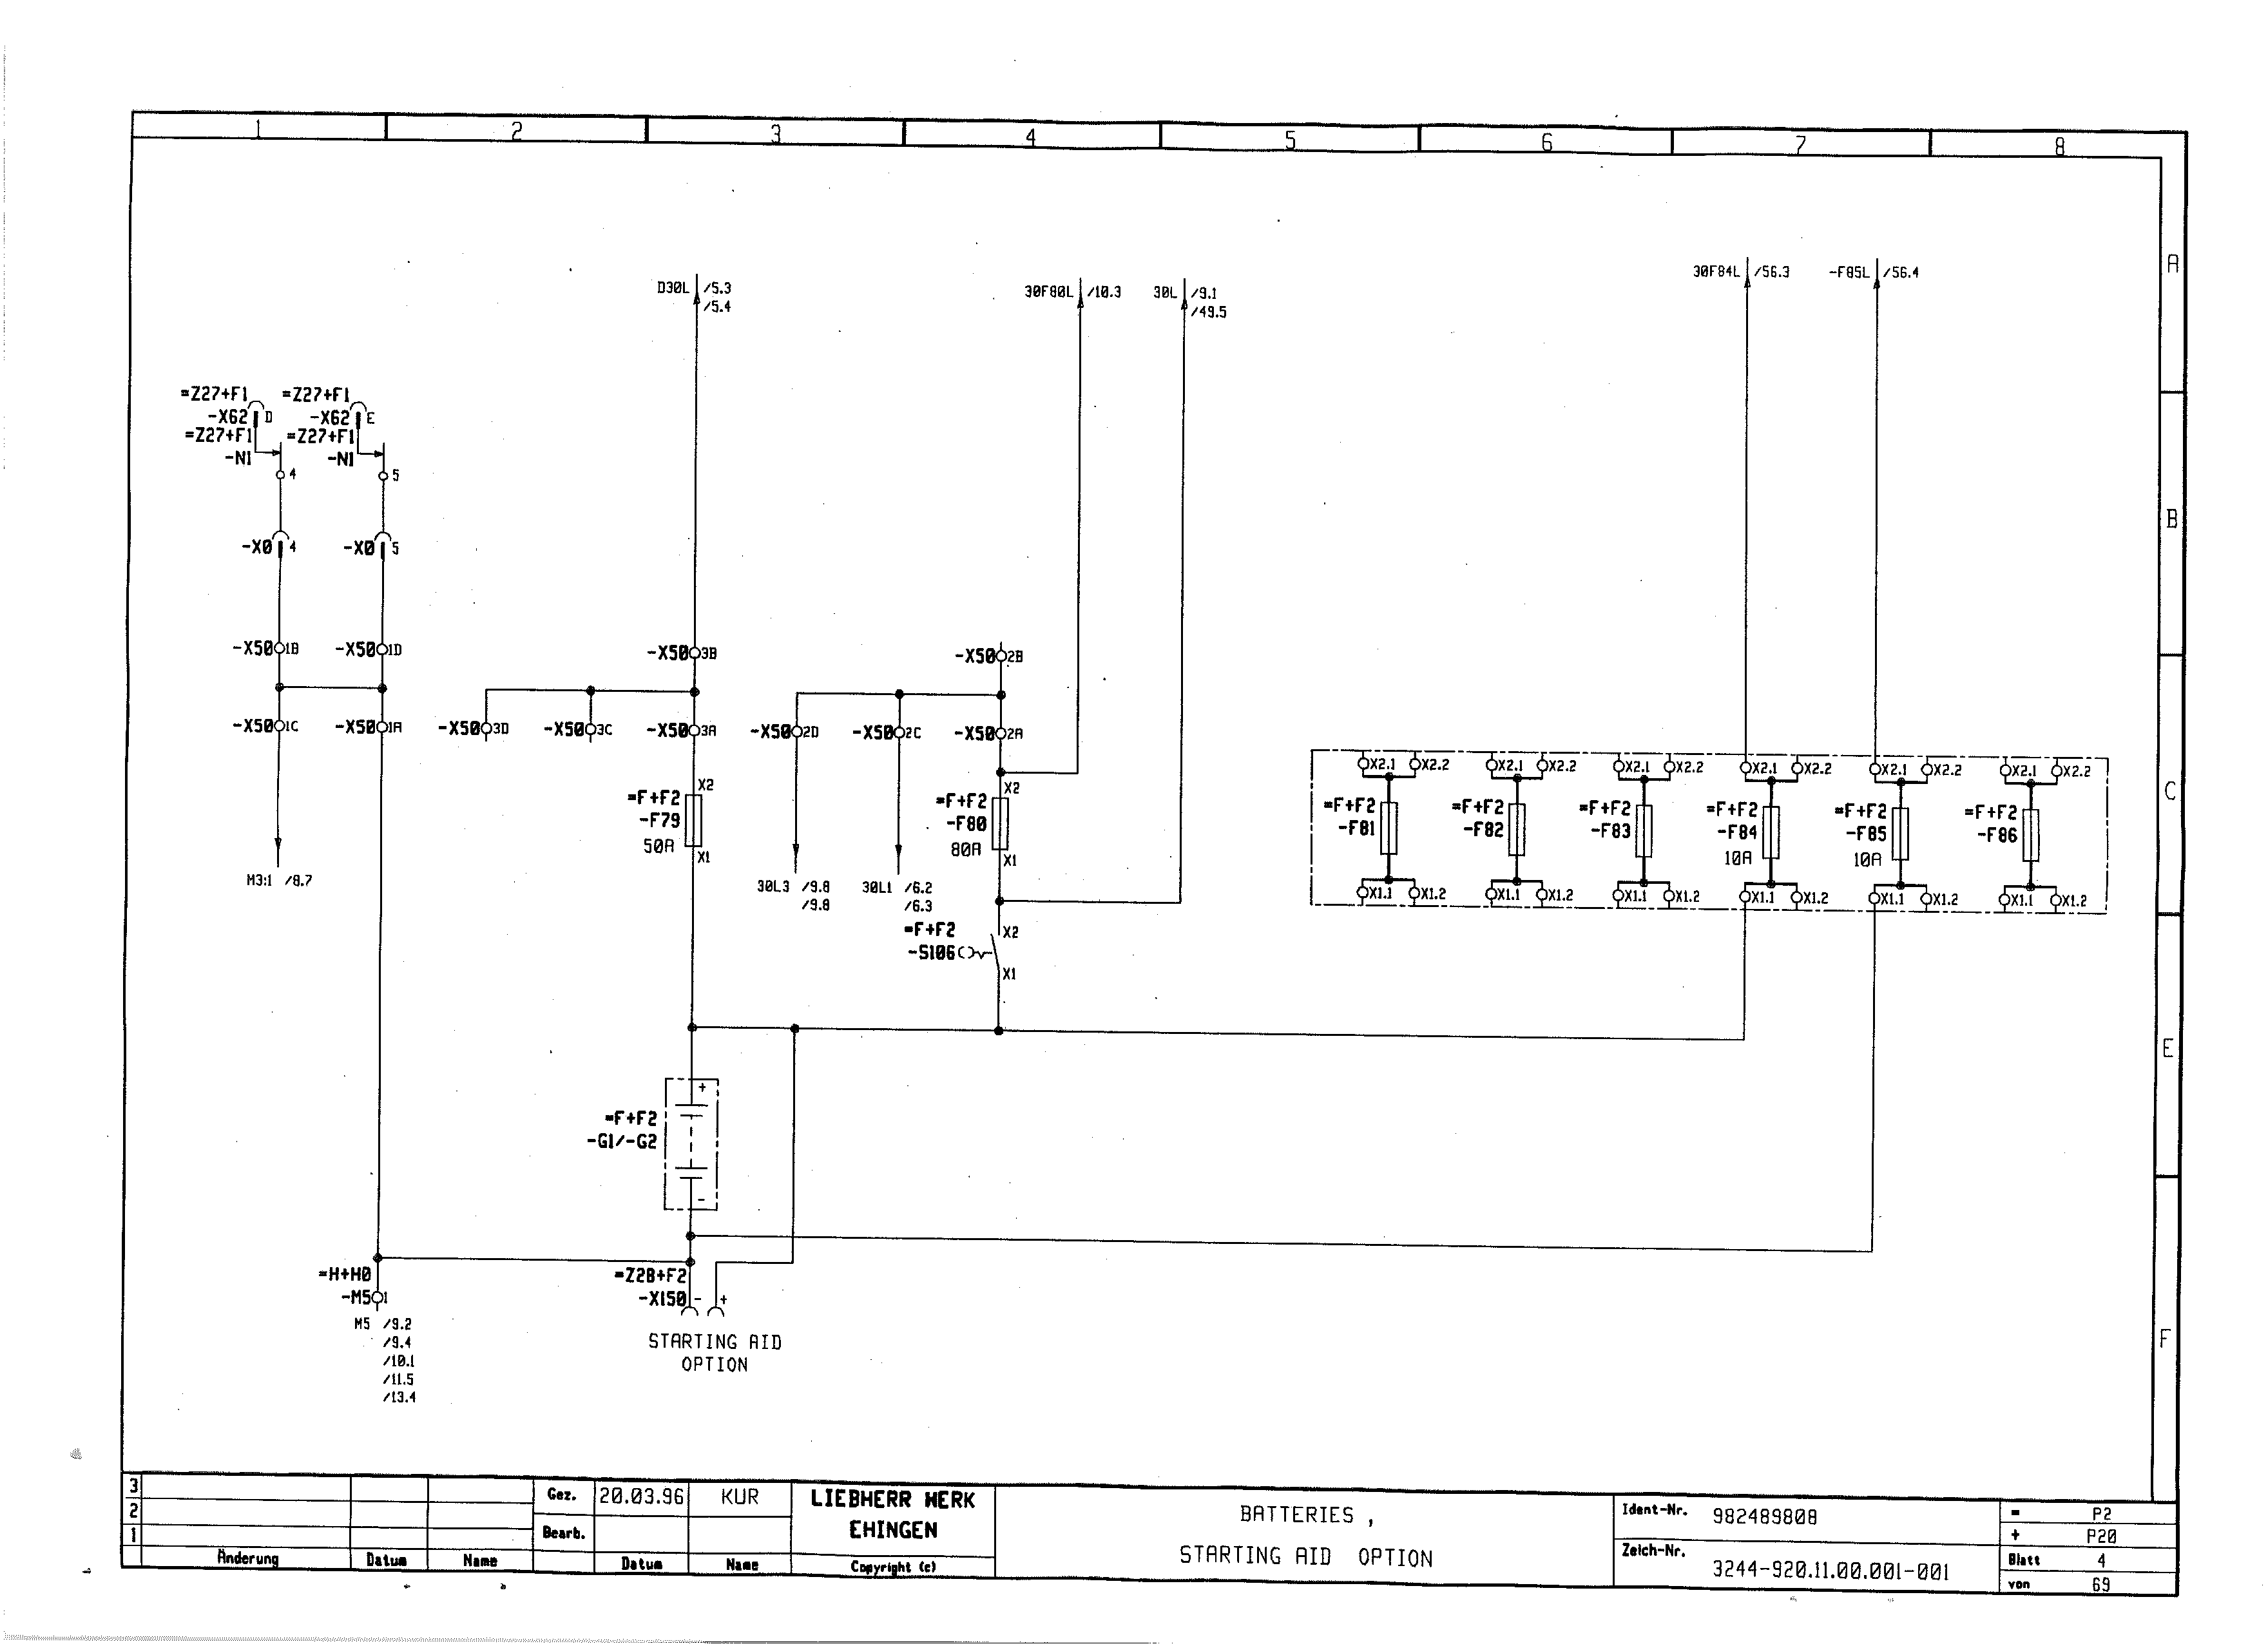 1 2 3 4 5 6 7 8
A
B
C
E
F
D30L /5.3
/5.4
30F80L /10.3
30L /9.1
/49.5
30F84L /56.3
-F85L /56.4
=Z27+F1 =Z27+F1
-X62 D -X62 E
=Z27+F1 =Z27+F1
-N1 -N1
4 5
-X0 4 -X0 5
-X50 1B -X50 1D -X50 3B -X50 2B
-X50 1C -X50 1A -X50 3D -X50 3C -X50 3A -X50 2D -X50 2C -X50 2A
M3:1 /8.7
X2
=F+F2
-F79
50A
X1
30L3 /9.8
/9.8
30L1 /6.2
/6.3
X2
=F+F2
-F80
80A
X1
=F+F2 X2
-S106
X1
X2.1 X2.2 X2.1 X2.2 X2.1 X2.2 X2.1 X2.2 X2.1 X2.2 X2.1 X2.2
=F+F2 =F+F2 =F+F2 =F+F2 =F+F2 =F+F2
-F81 -F82 -F83 -F84 -F85 -F86
10A 10A
X1.1 X1.2 X1.1 X1.2 X1.1 X1.2 X1.1 X1.2 X1.1 X1.2 X1.1 X1.2
+
=F+F2
-G1/-G2
-
=H+H0
-M5 1
M5 /9.2
/9.4
/10.1
/11.5
/13.4
=Z28+F2
-X150 - +
STARTING AID
OPTION
3
2
1
Änderung Datum Name
Gez. 20.03.96 KUR
Bearb.
Datum Name
LIEBHERR WERK
EHINGEN
Copyright (c)
BATTERIES ,
STARTING AID OPTION
Ident-Nr. 982489808
Zeich-Nr. 3244-920.11.00.001-001
= P2
+ P20
Blatt 4
von 69